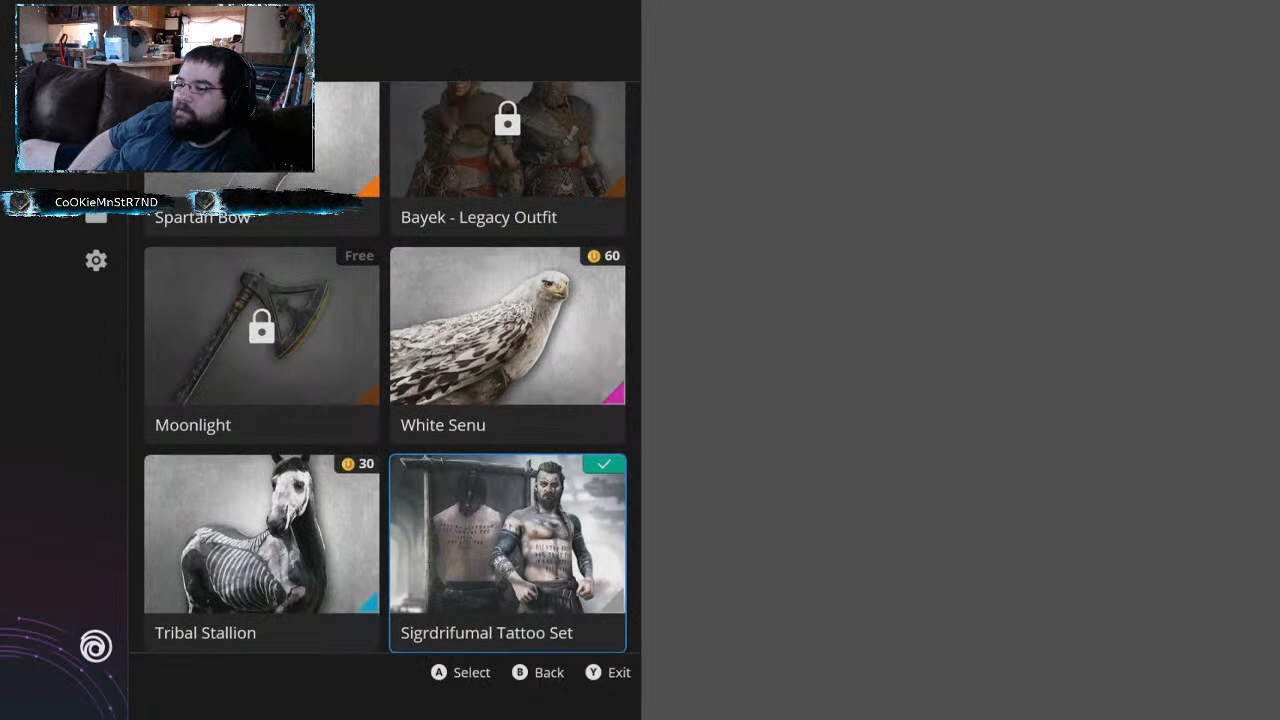 CoOKieMnStR7ND
Spartan Bow
Bayek - Legacy Outfit
Free
60
Moonlight
White Senu
30
Sigrdrifumal Tattoo Set
Tribal Stallion
A Select B Back Y Exit